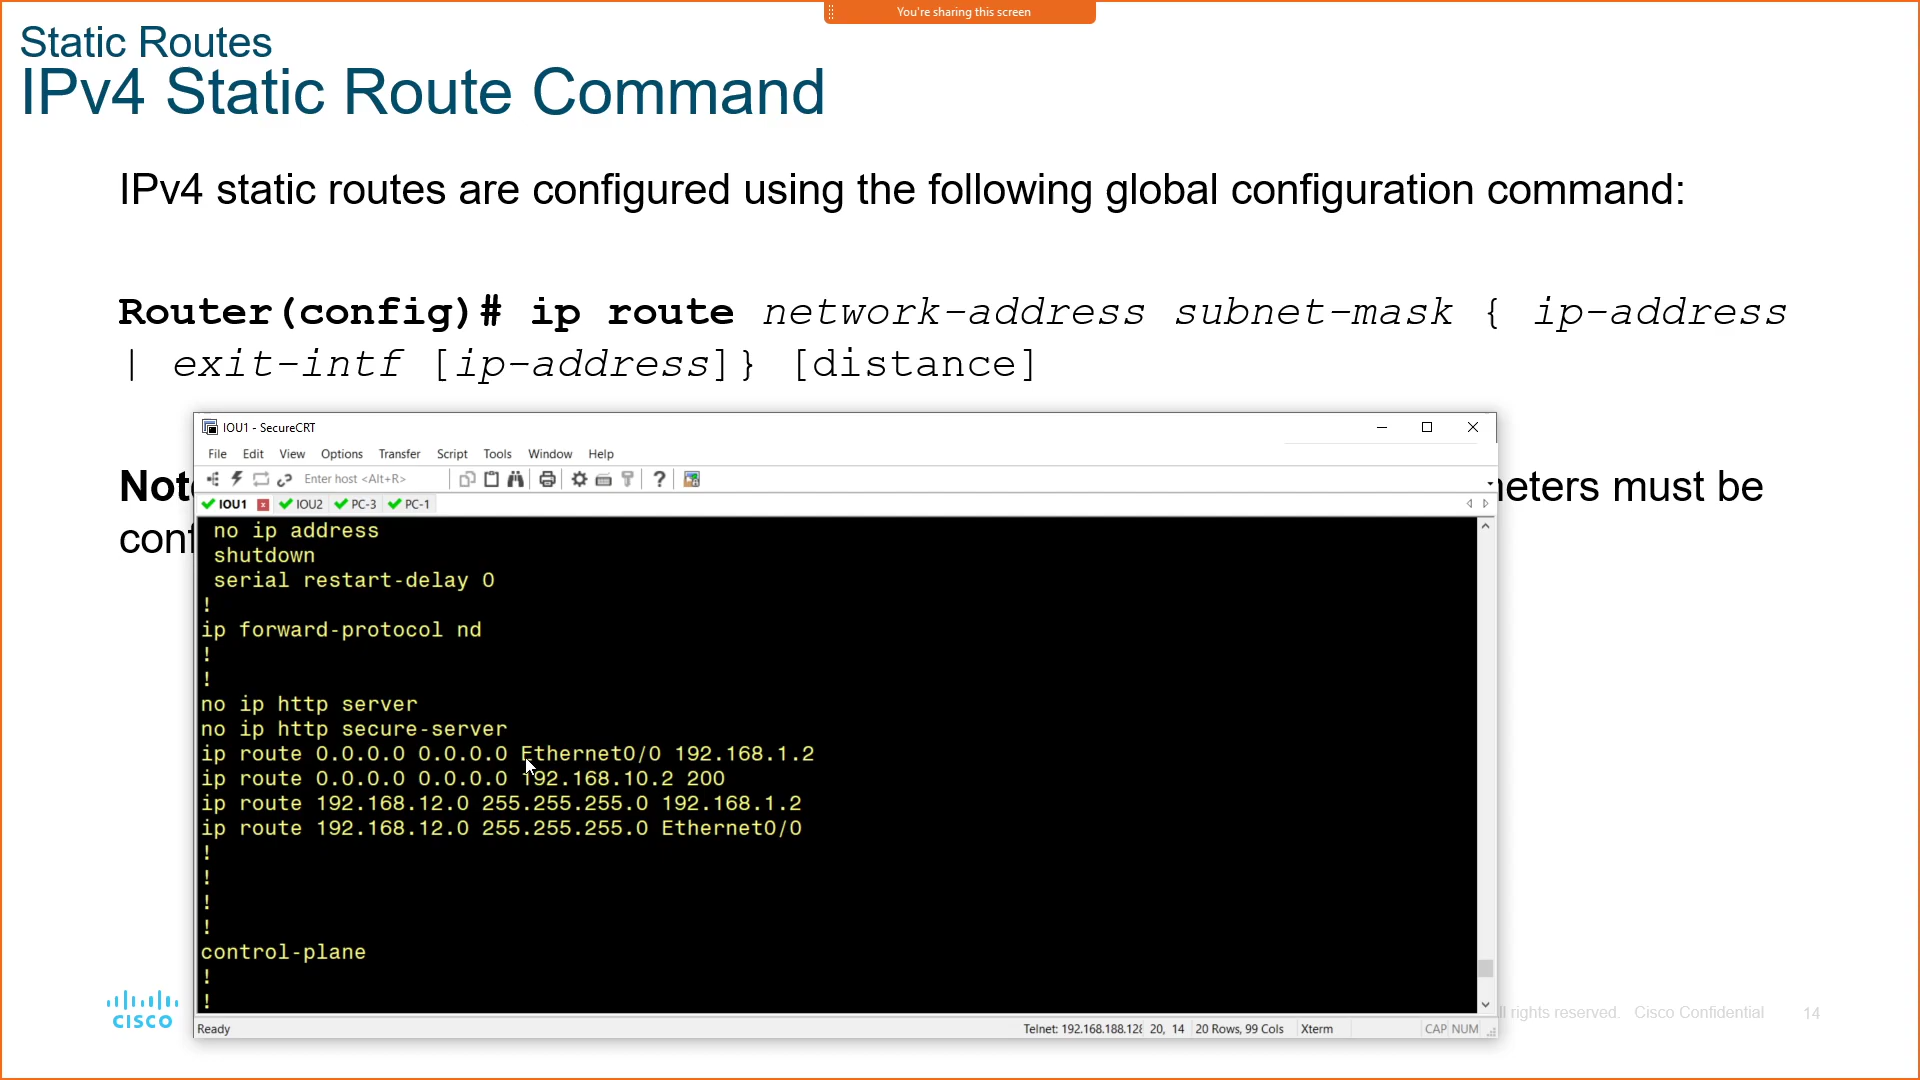 You're sharing this screen
Static Routes
IPv4 Static Route Command
IPv4 static routes are configured using the following global configuration command:
Router(config)# ip route network-address subnet-mask { ip-address
| exit-intf [ip-address]} [distance]
IOU1 - SecureCRT
File Edit View Options Transfer Script Tools Window Help
Enter host <Alt+R>
must be
IOU1 IOU2 PC-3 PC-1
no ip address
shutdown
serial restart-delay 0
!
ip forward-protocol nd
!
!
no ip http server
no ip http secure-server
ip route 0.0.0.0 0.0.0.0 Ethernet0/0 192.168.1.2
ip route 0.0.0.0 0.0.0.0 192.168.10.2 200
ip route 192.168.12.0 255.255.255.0 192.168.1.2
ip route 192.168.12.0 255.255.255.0 Ethernet0/0
!
!
!
!
control-plane
!
!
CISCO
rights reserved. Cisco Confidential 14
Ready Telnet: 192.168.188.128 20, 14 20 Rows, 99 Cols Xterm CAP NUM